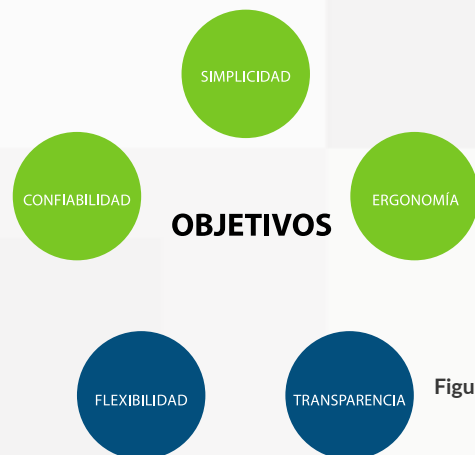 SIMPLICIDAD
CONFIABILIDAD
ERGONOMÍA
OBJETIVOS
FLEXIBILIDAD
TRANSPARENCIA
Figu